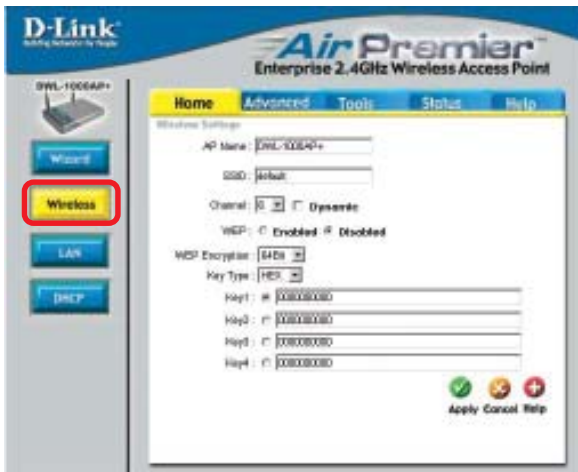 D-Link
Building Networks for People
Air Premier™
Enterprise 2.4GHz Wireless Access Point
DWL-1000AP+
Home Advanced Tools Status Help
Wizard
Wireless
LAN
DHCP
Wireless Settings
AP Name : DWL-1000AP+
SSID : default
Channel : 6 Dynamic
WEP : Enabled Disabled
WEP Encryption : 64Bit
Key Type : HEX
Key1 : 0000000000
Key2 : 0000000000
Key3 : 0000000000
Key4 : 0000000000
Apply Cancel Help